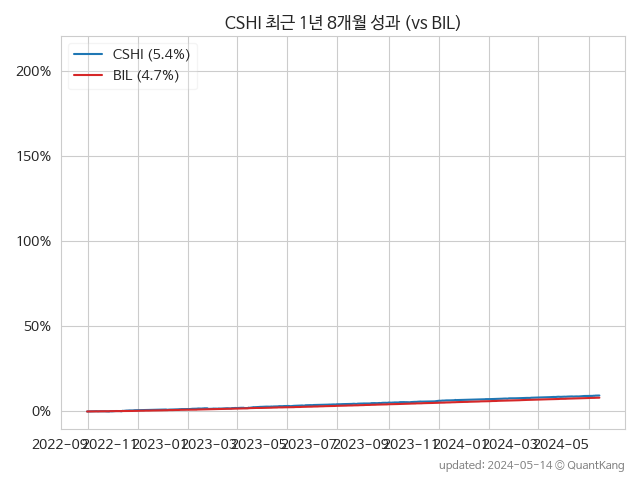 CSHI 최근 1년 8개월 성과 (vs BIL)
CSHI (5.4%)
BIL (4.7%)
200%
150%
100%
50%
0%
2022-09 2022-11 2023-01 2023-03 2023-05 2023-07 2023-09 2023-11 2024-01 2024-03 2024-05
updated: 2024-05-14 © QuantKang